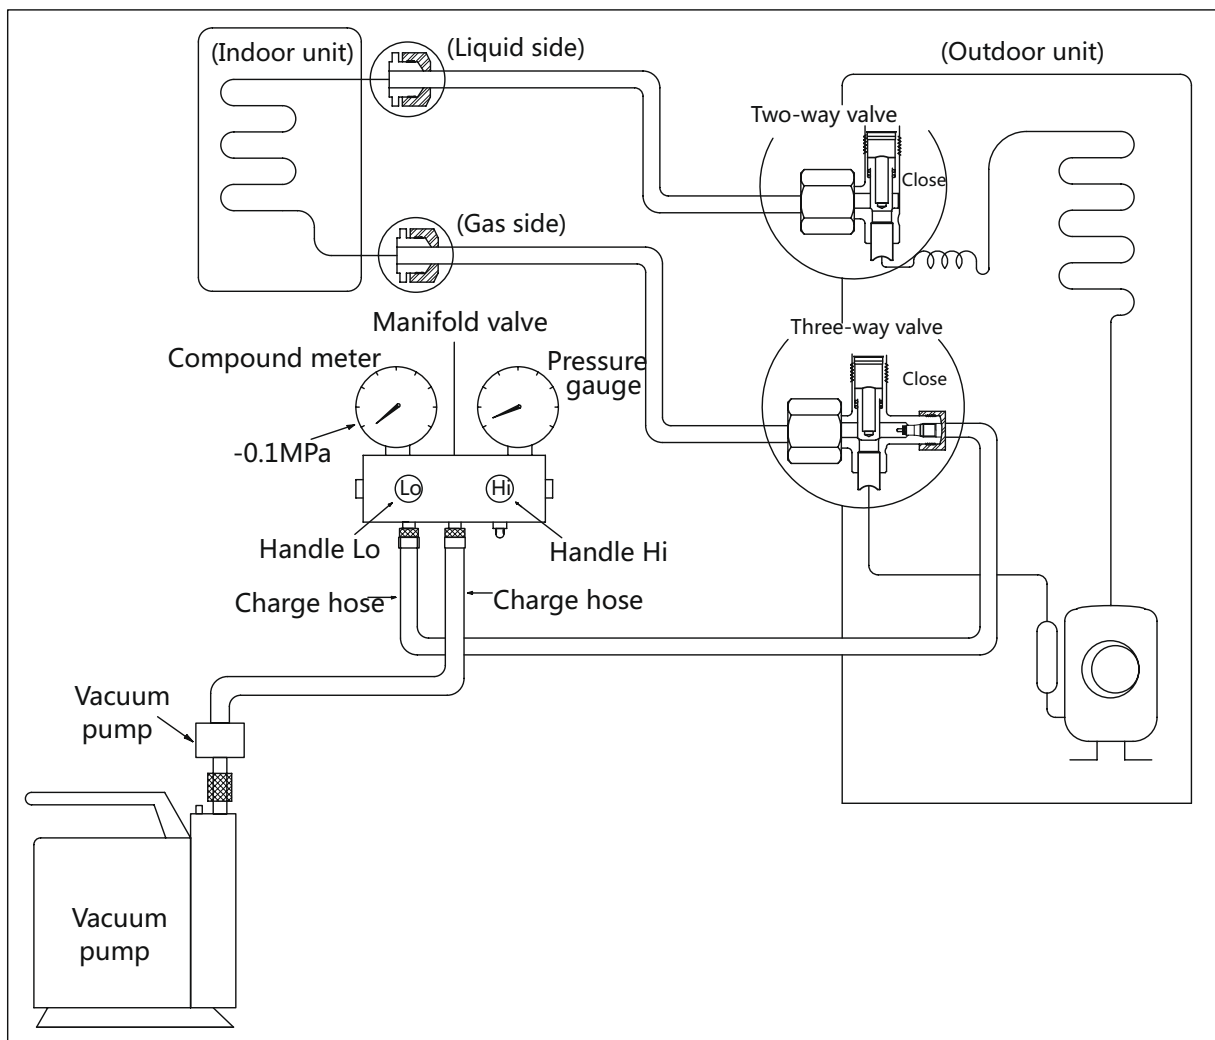 (Indoor unit)
(Liquid side)
(Outdoor unit)
Two-way valve
Close
(Gas side)
Manifold valve
Three-way valve
Compound meter
Pressure
gauge
Close
-0.1MPa
Lo
Hi
Handle Lo
Handle Hi
Charge hose
Charge hose
Vacuum
pump
Vacuum
pump